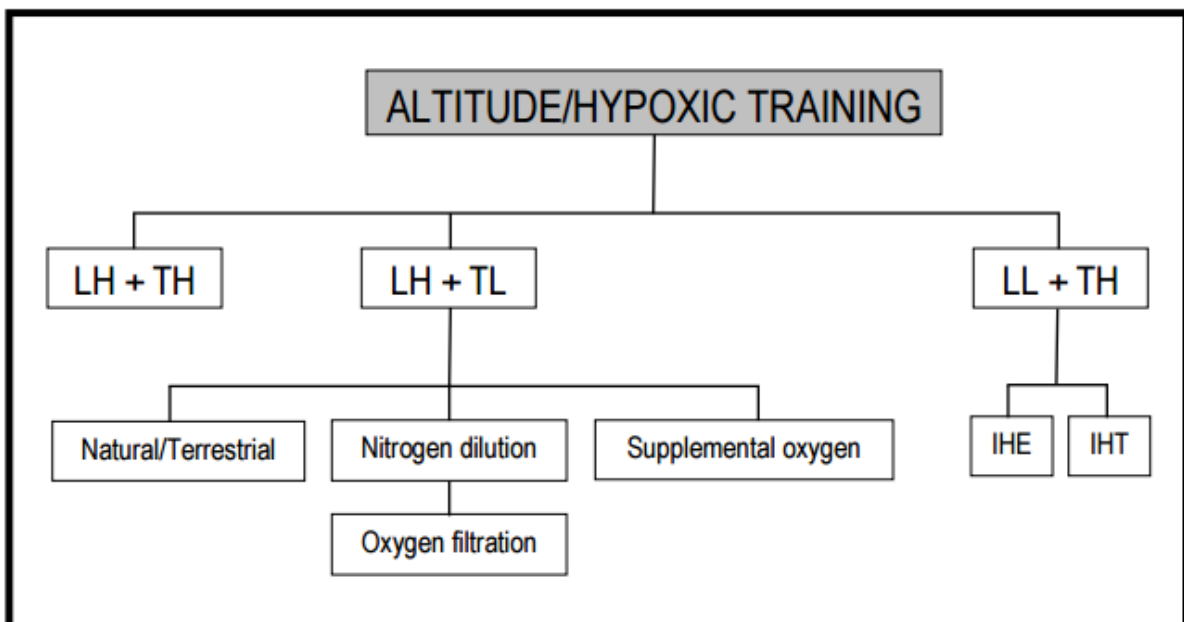 ALTITUDE/HYPOXIC TRAINING
LH + TH
LH + TL
LL + TH
Natural/Terrestrial
Nitrogen dilution
Supplemental oxygen
IHE
IHT
Oxygen filtration